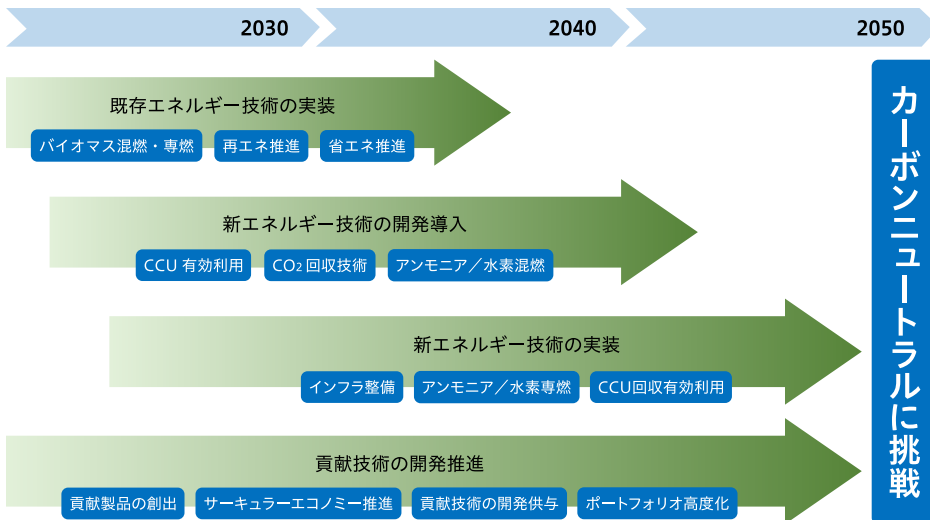 2030
2040
2050
既存エネルギー技術の実装
バイオマス混燃・専燃
再エネ推進
省エネ推進
新エネルギー技術の開発導入
CCU 有効利用
CO2 回収技術
アンモニア／水素混燃
新エネルギー技術の実装
インフラ整備
アンモニア／水素専燃
CCU回収有効利用
貢献技術の開発推進
貢献製品の創出
サーキュラーエコノミー推進
貢献技術の開発供与
ポートフォリオ高度化
カーボンニュートラルに挑戦